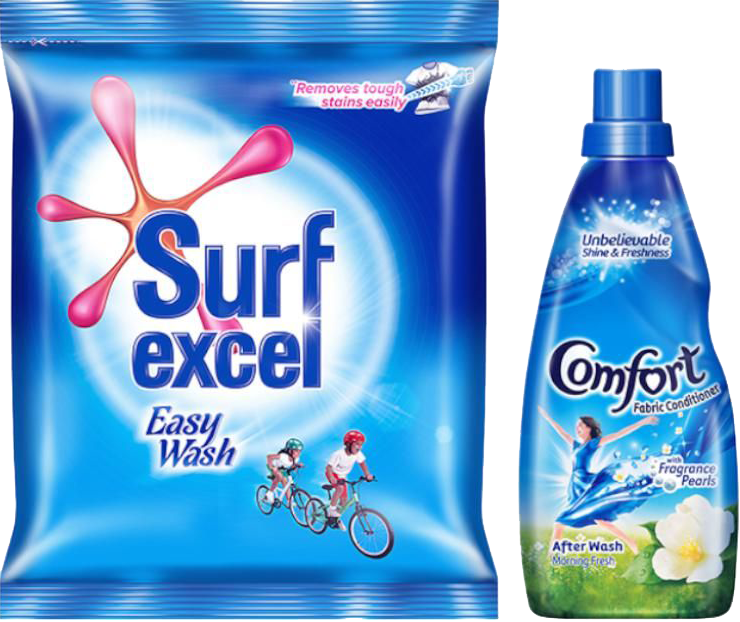 "Removes tough
stains easily
Surf
excel
Easy
Wash
Unbelievable
Shine & Freshness
Comfort
Fabric Conditioner
with
Fragrance
Pearls
After Wash
Morning Fresh